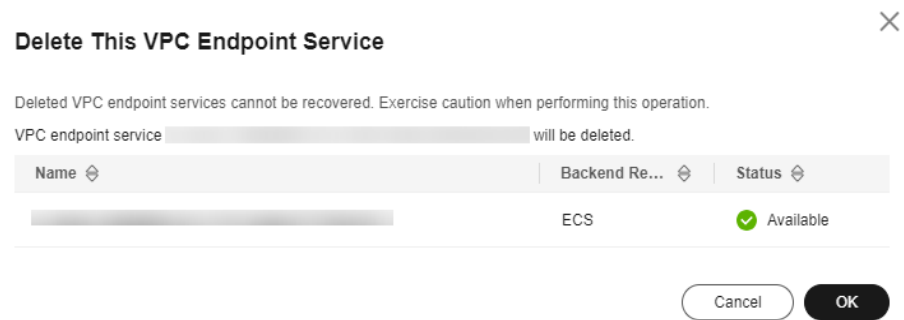 Delete This VPC Endpoint Service
Deleted VPC endpoint services cannot be recovered. Exercise caution when performing this operation.
VPC endpoint service will be deleted.
Name Backend Re... Status
ECS Available
Cancel OK